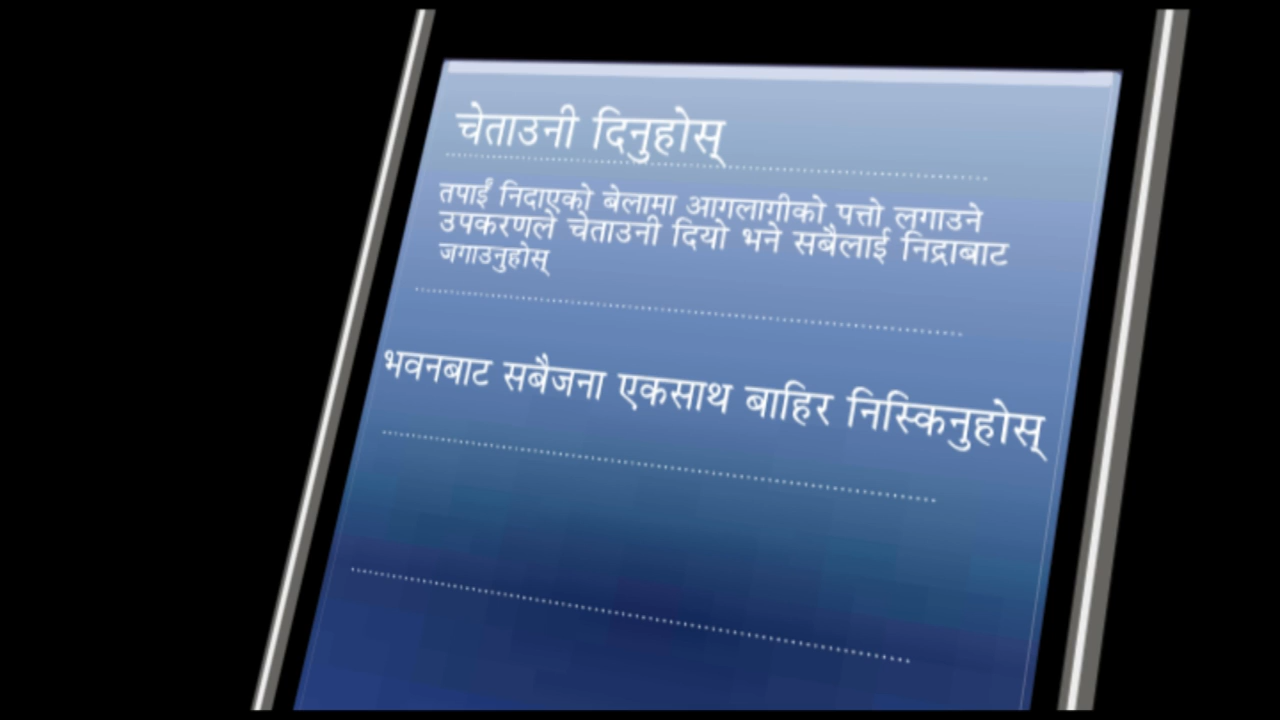 चेताउनी दिनुहोस्
तपाईं निदाएको बेलामा आगलागीको पत्तो लगाउने
उपकरणले चेताउनी दियो भने सबैलाई निद्राबाट
जगाउनुहोस्
भवनबाट सबैजना एकसाथ बाहिर निस्किनुहोस्